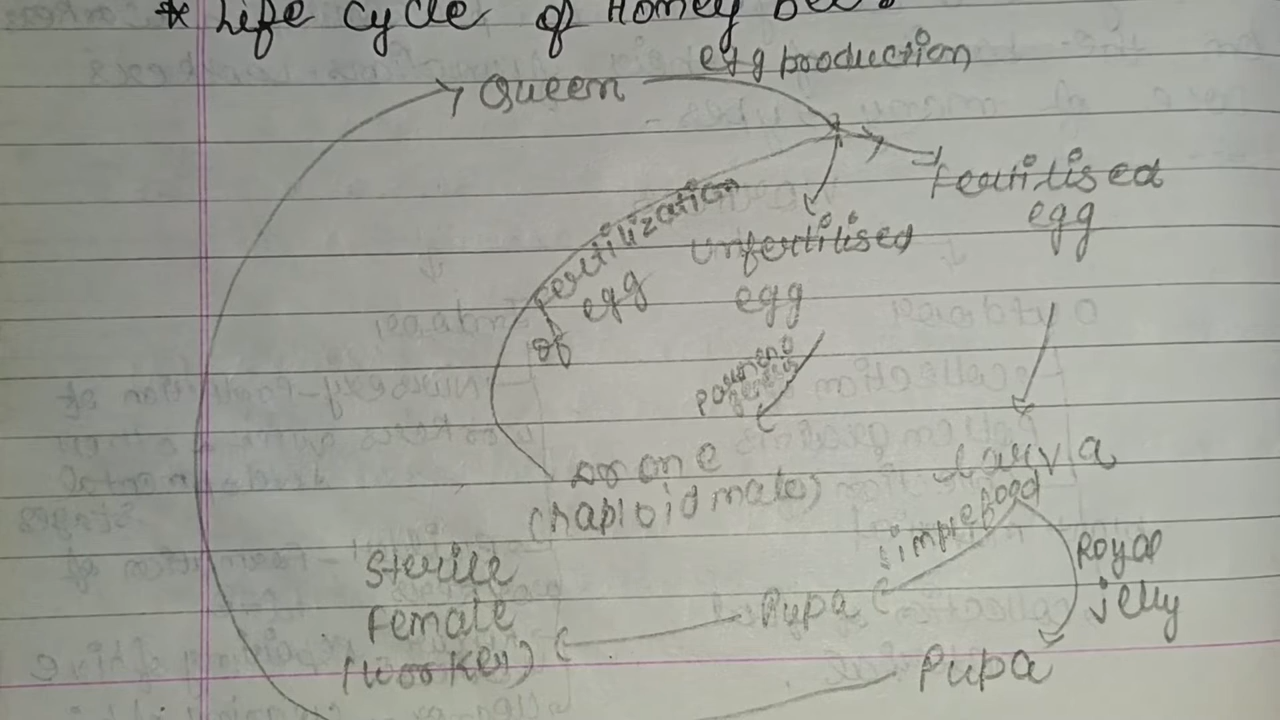 * Life cycle of Honey bee
egg production
Queen
Fertilised
egg
Fertilization
of
egg
unfertilised
egg
Drone
(haploid male)
Larva
simple food
Royal
jelly
Sterile
Female
(worker)
Pupa
Pupa